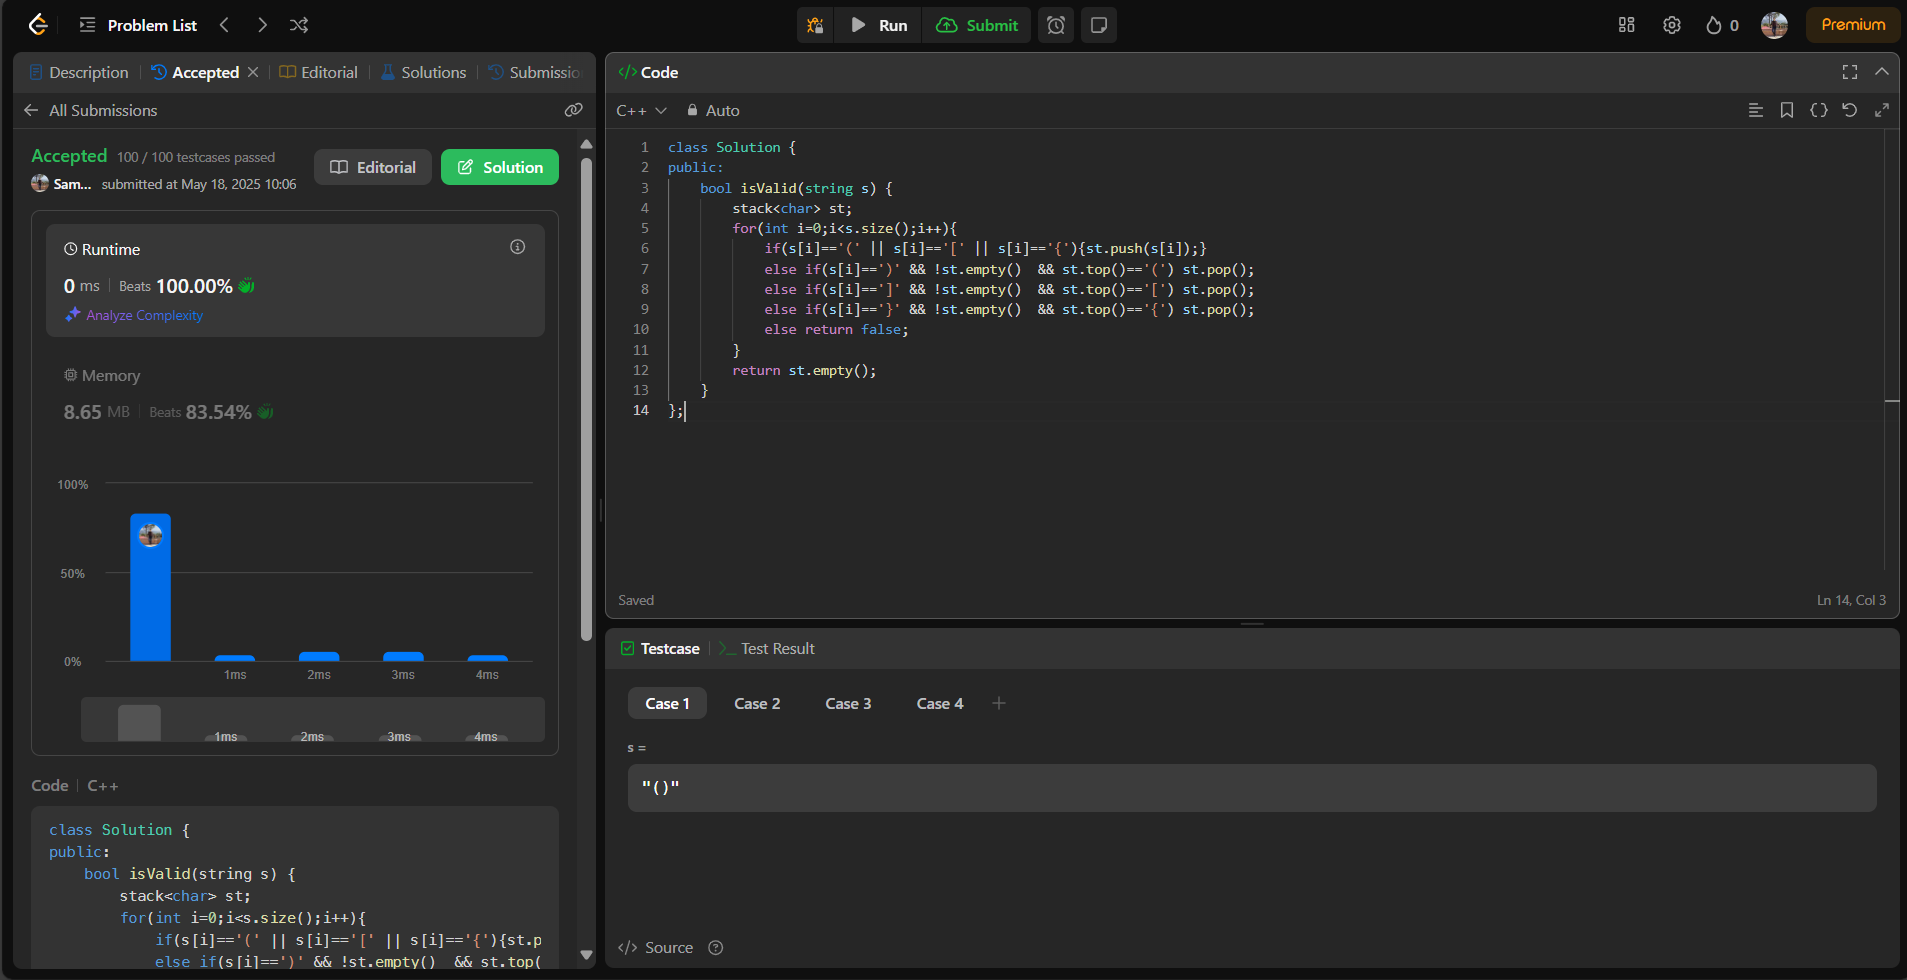 Problem List
Run
Submit
0
Premium
Description
Accepted
Editorial
Solutions
Submissio
All Submissions
Accepted 100 / 100 testcases passed
Sam... submitted at May 18, 2025 10:06
Editorial
Solution
Runtime
0 ms Beats 100.00%
Analyze Complexity
Memory
8.65 MB Beats 83.54%
100%
50%
0%
1ms 2ms 3ms 4ms
1ms 2ms 3ms 4ms
Code C++
class Solution {
public:
    bool isValid(string s) {
        stack<char> st;
        for(int i=0;i<s.size();i++){
            if(s[i]=='(' || s[i]=='[' || s[i]=='{'){st.p
            else if(s[i]==')' && !st.empty()  && st.top(
</> Code
C++ Auto
1 class Solution {
2 public:
3     bool isValid(string s) {
4         stack<char> st;
5         for(int i=0;i<s.size();i++){
6             if(s[i]=='(' || s[i]=='[' || s[i]=='{'){st.push(s[i]);}
7             else if(s[i]==')' && !st.empty()  && st.top()=='(') st.pop();
8             else if(s[i]==']' && !st.empty()  && st.top()=='[') st.pop();
9             else if(s[i]=='}' && !st.empty()  && st.top()=='{') st.pop();
10             else return false;
11         }
12         return st.empty();
13     }
14 };
Saved
Ln 14, Col 3
Testcase
Test Result
Case 1 Case 2 Case 3 Case 4 +
s =
"()"
</> Source